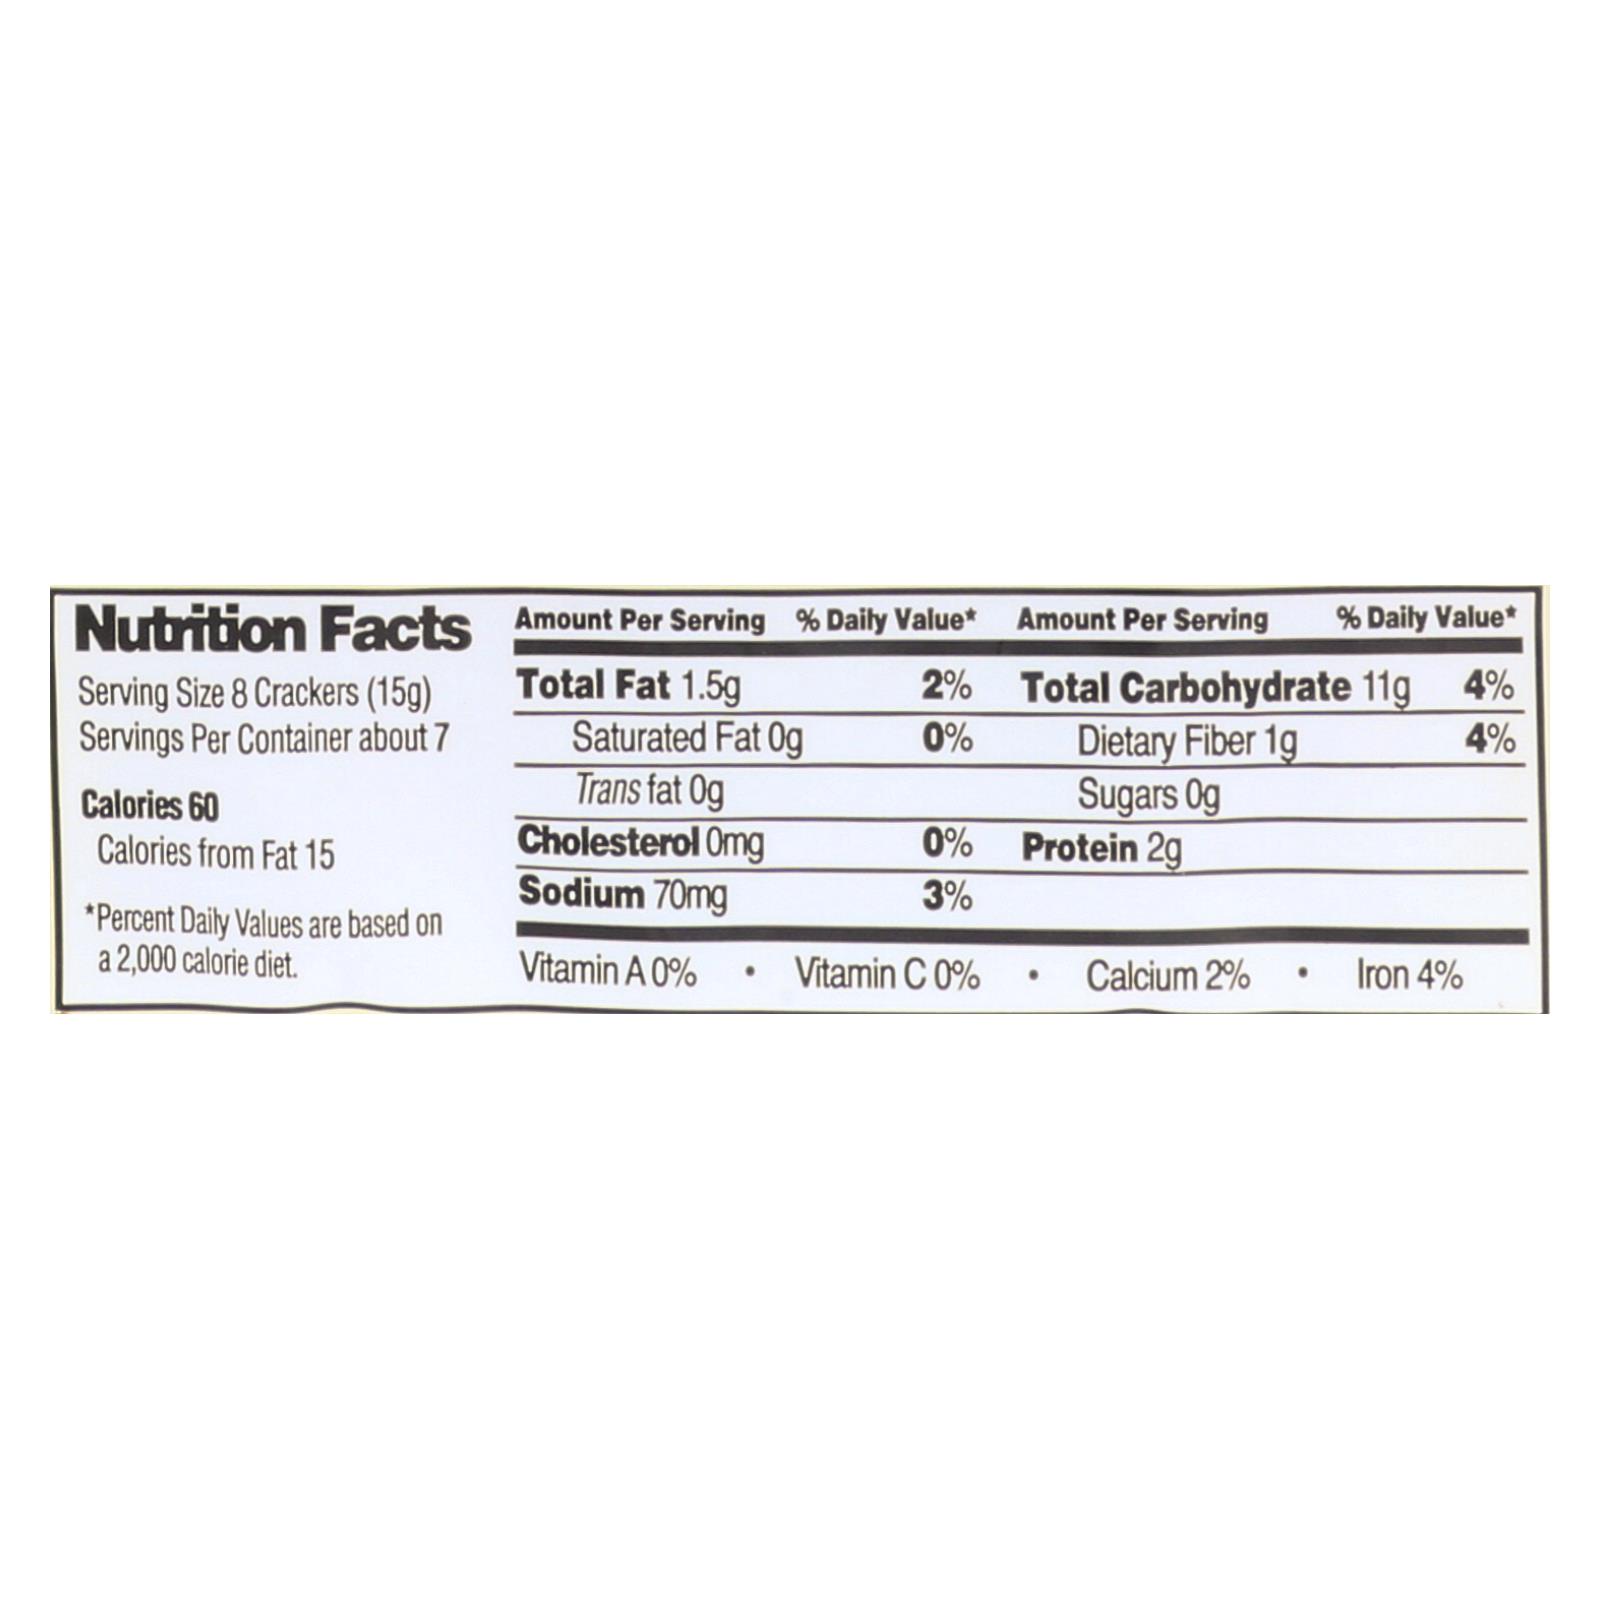 Nutrition Facts
Serving Size 8 Crackers (15g)
Servings Per Container about 7
Calories 60
Calories from Fat 15
*Percent Daily Values are based on
a 2,000 calorie diet.
Amount Per Serving % Daily Value* Amount Per Serving % Daily Value*
Total Fat 1.5g 2% Total Carbohydrate 11g 4%
Saturated Fat 0g 0% Dietary Fiber 1g 4%
Trans fat 0g Sugars 0g
Cholesterol 0mg 0% Protein 2g
Sodium 70mg 3%
Vitamin A 0% • Vitamin C 0% • Calcium 2% • Iron 4%